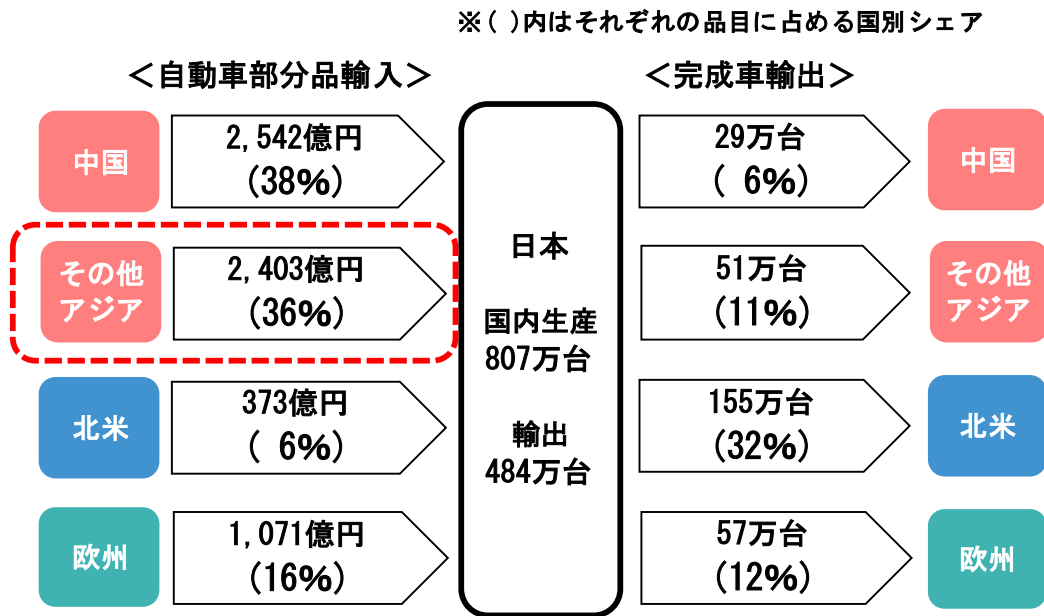 ※( )内はそれぞれの品目に占める国別シェア
＜自動車部分品輸入＞
＜完成車輸出＞
中国
2,542億円
(38%)
29万台
( 6%)
中国
その他
アジア
2,403億円
(36%)
日本
国内生産
807万台
輸出
484万台
51万台
(11%)
その他
アジア
北米
373億円
( 6%)
155万台
(32%)
北米
欧州
1,071億円
(16%)
57万台
(12%)
欧州